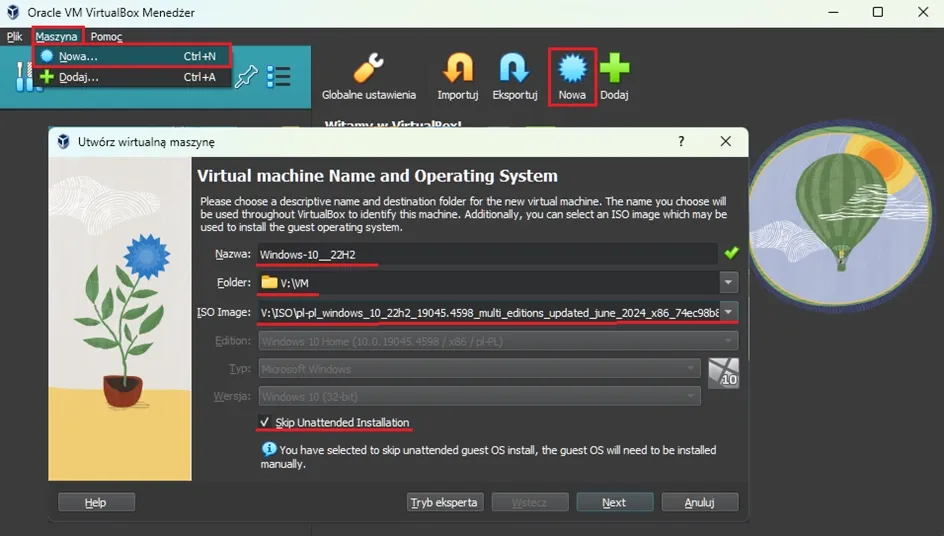 Oracle VM VirtualBox Menedżer
Plik Maszyna Pomoc
Nowa... Ctrl+N
Dodaj... Ctrl+A
Globalne ustawienia Importuj Eksportuj Nowa Dodaj
Witamy w VirtualBox!
Utwórz wirtualną maszynę
Virtual machine Name and Operating System
Please choose a descriptive name and destination folder for the new virtual machine. The name you choose will
be used throughout VirtualBox to identify this machine. Additionally, you can select an ISO image which may be
used to install the guest operating system.
Nazwa: Windows-10__22H2
Folder: V:\VM
ISO Image: V:\ISO\pl-pl_windows_10_22h2_19045.4598_multi_editions_updated_june_2024_x86_74ec98b8
Edition: Windows 10 Home (10.0.19045.4598 / x86 / pl-PL)
Typ: Microsoft Windows
10
Wersja: Windows 10 (32-bit)
Skip Unattended Installation
You have selected to skip unattended guest OS install, the guest OS will need to be installed
manually.
Help Tryb eksperta Wstecz Next Anuluj